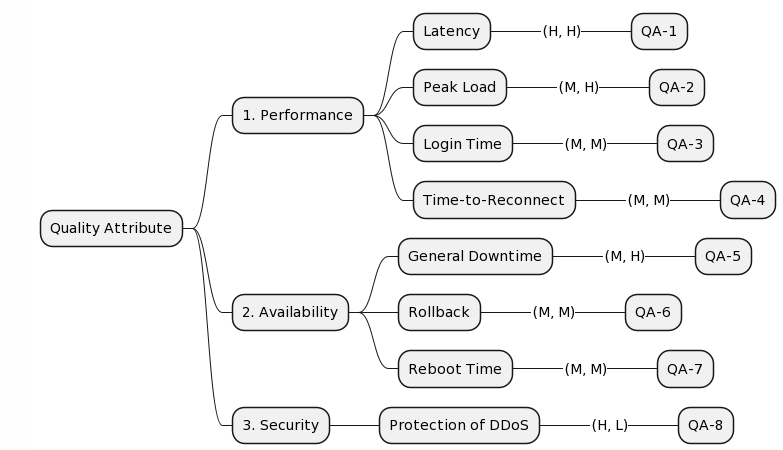 Quality Attribute
1. Performance
Latency (H, H) QA-1
Peak Load (M, H) QA-2
Login Time (M, M) QA-3
Time-to-Reconnect (M, M) QA-4
2. Availability
General Downtime (M, H) QA-5
Rollback (M, M) QA-6
Reboot Time (M, M) QA-7
3. Security
Protection of DDoS (H, L) QA-8